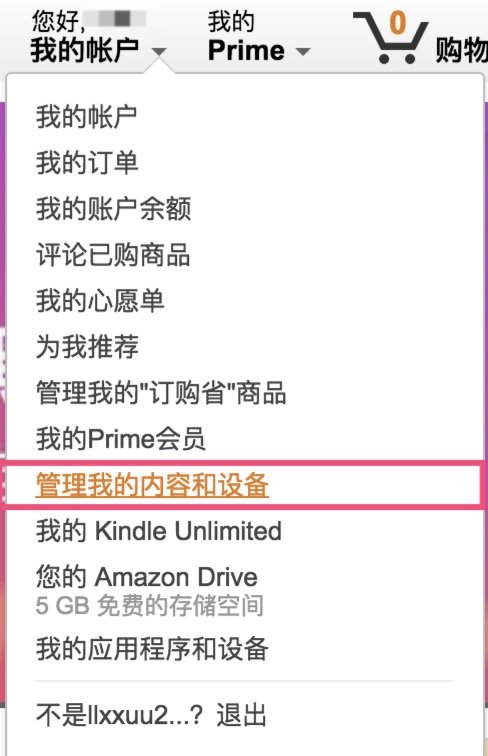 您好,
我的帐户
我的
Prime
0
购物
我的帐户
我的订单
我的账户余额
评论已购商品
我的心愿单
为我推荐
管理我的"订购省"商品
我的Prime会员
管理我的内容和设备
我的 Kindle Unlimited
您的 Amazon Drive
5 GB 免费的存储空间
我的应用程序和设备
不是llxxuu2...? 退出